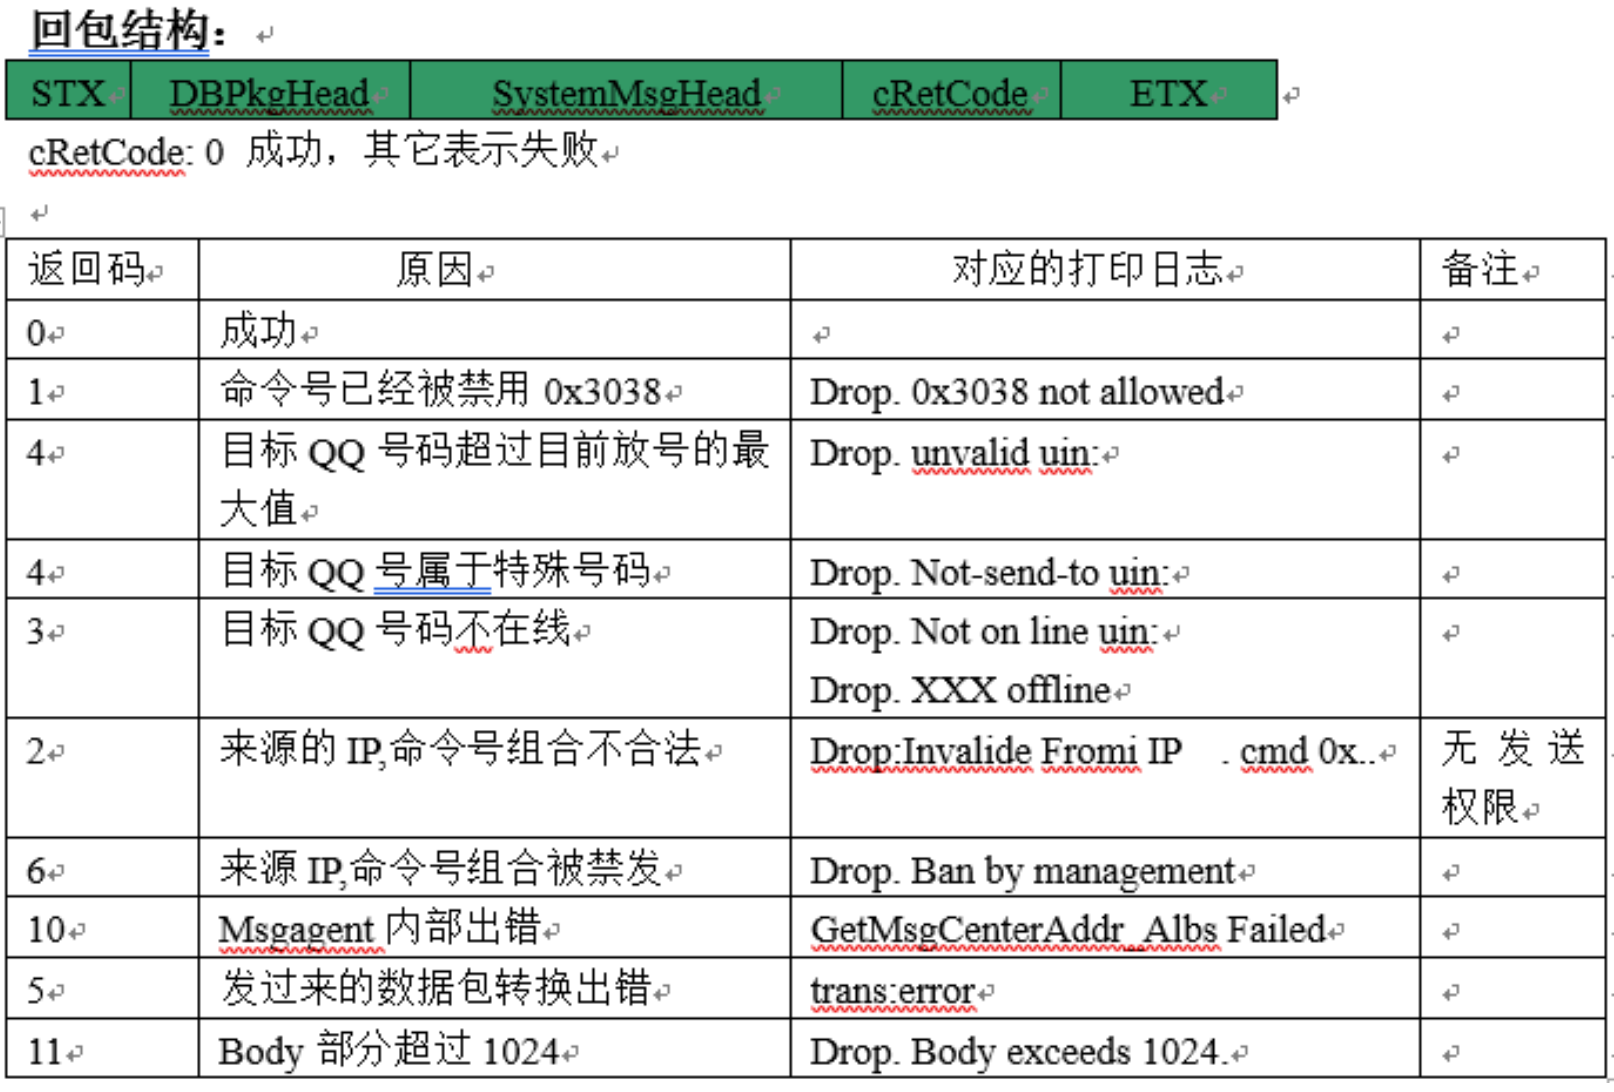 回包结构：
STX DBPkgHead SystemMsgHead cRetCode ETX
cRetCode: 0 成功，其它表示失败
返回码 原因 对应的打印日志 备注
0 成功
1 命令号已经被禁用 0x3038 Drop. 0x3038 not allowed
4 目标 QQ 号码超过目前放号的最 Drop. unvalid uin:
大值
4 目标 QQ 号属于特殊号码 Drop. Not-send-to uin:
3 目标 QQ 号码不在线 Drop. Not on line uin:
Drop. XXX offline
2 来源的 IP,命令号组合不合法 Drop:Invalide Fromi IP . cmd 0x.. 无发送
权限
6 来源 IP,命令号组合被禁发 Drop. Ban by management
10 Msgagent 内部出错 GetMsgCenterAddr_Albs Failed
5 发过来的数据包转换出错 trans:error
11 Body 部分超过 1024 Drop. Body exceeds 1024.